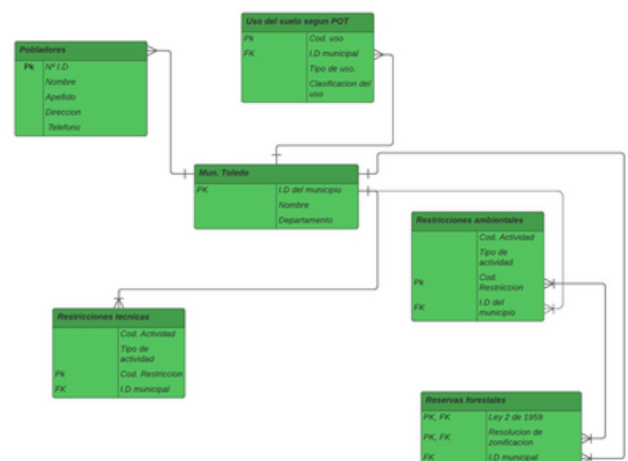 Uso del suelo segun POT
Pk Cod. uso
FK I.D municipal
Tipo de uso.
Clasificacion del
uso
Pobladores
Pk Nº I.D
Nombre
Apellido
Direccion
Telefono
Mun. Toledo
PK I.D del municipio
Nombre
Departamento
Restricciones ambientales
Cod. Actividad
Tipo de
actividad
Pk Cod.
Restriccion
FK I.D del
municipio
Restricciones tecnicas
Cod. Actividad
Tipo de
actividad
Pk Cod. Restriccion
FK I.D municipal
Reservas forestales
PK, FK Ley 2 de 1959
PK, FK Resolucion de
zonificacion
FK I.D municipal